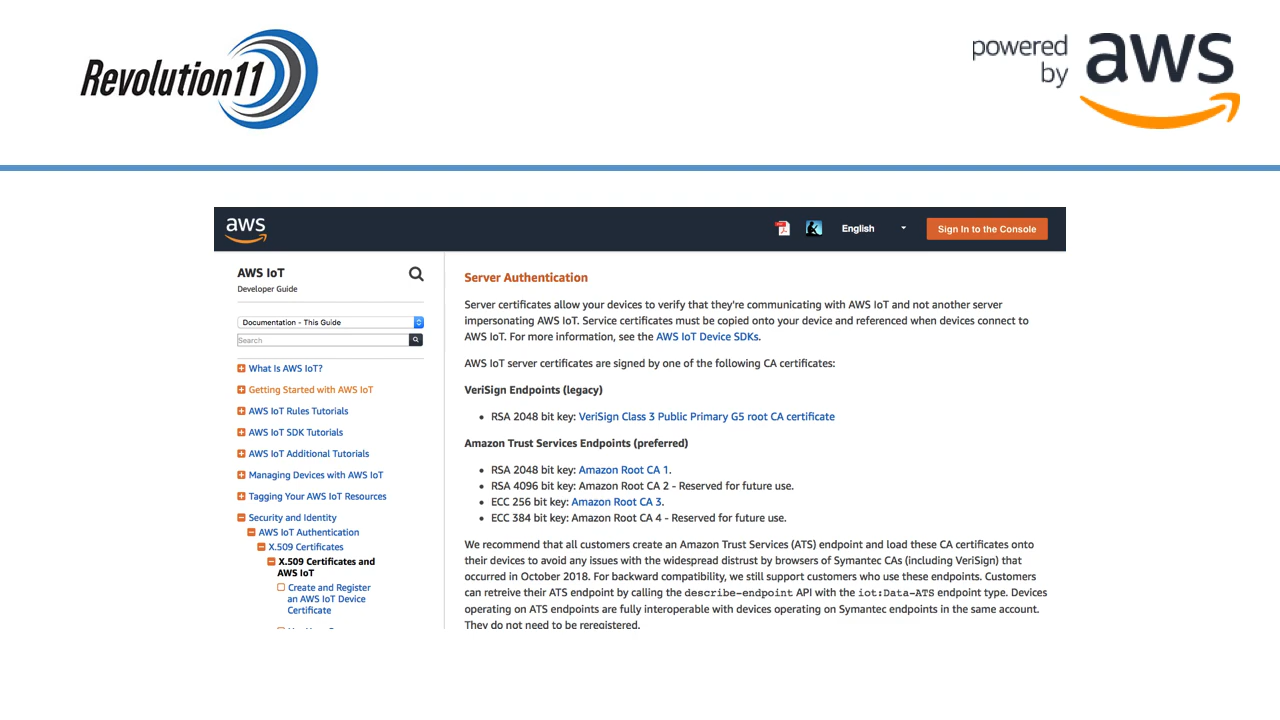 Revolution11
powered
by
aws
aws
English
Sign In to the Console
AWS IoT
Developer Guide
Documentation - This Guide
Search
What Is AWS IoT?
Getting Started with AWS IoT
AWS IoT Rules Tutorials
AWS IoT SDK Tutorials
AWS IoT Additional Tutorials
Managing Devices with AWS IoT
Tagging Your AWS IoT Resources
Security and Identity
AWS IoT Authentication
X.509 Certificates
X.509 Certificates and
AWS IoT
Create and Register
an AWS IoT Device
Certificate
Server Authentication
Server certificates allow your devices to verify that they're communicating with AWS IoT and not another server
impersonating AWS IoT. Service certificates must be copied onto your device and referenced when devices connect to
AWS IoT. For more information, see the AWS IoT Device SDKs.
AWS IoT server certificates are signed by one of the following CA certificates:
VeriSign Endpoints (legacy)
• RSA 2048 bit key: VeriSign Class 3 Public Primary G5 root CA certificate
Amazon Trust Services Endpoints (preferred)
• RSA 2048 bit key: Amazon Root CA 1.
• RSA 4096 bit key: Amazon Root CA 2 - Reserved for future use.
• ECC 256 bit key: Amazon Root CA 3.
• ECC 384 bit key: Amazon Root CA 4 - Reserved for future use.
We recommend that all customers create an Amazon Trust Services (ATS) endpoint and load these CA certificates onto
their devices to avoid any issues with the widespread distrust by browsers of Symantec CAs (including VeriSign) that
occurred in October 2018. For backward compatibility, we still support customers who use these endpoints. Customers
can retreive their ATS endpoint by calling the describe-endpoint API with the iot:Data-ATS endpoint type. Devices
operating on ATS endpoints are fully interoperable with devices operating on Symantec endpoints in the same account.
They do not need to be reregistered.